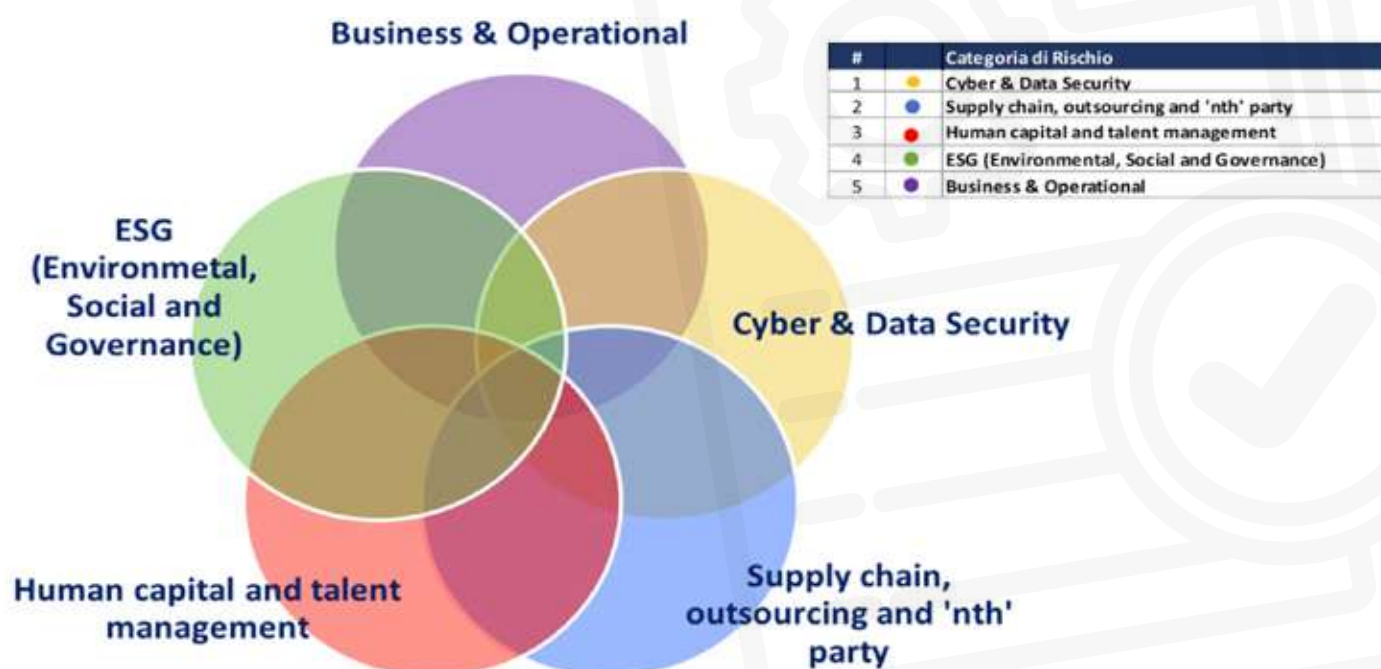 Business & Operational
# Categoria di Rischio
1 Cyber & Data Security
2 Supply chain, outsourcing and 'nth' party
3 Human capital and talent management
4 ESG (Environmental, Social and Governance)
5 Business & Operational
ESG
(Environmetal,
Social and
Governance)
Cyber & Data Security
Human capital and talent
management
Supply chain,
outsourcing and 'nth'
party